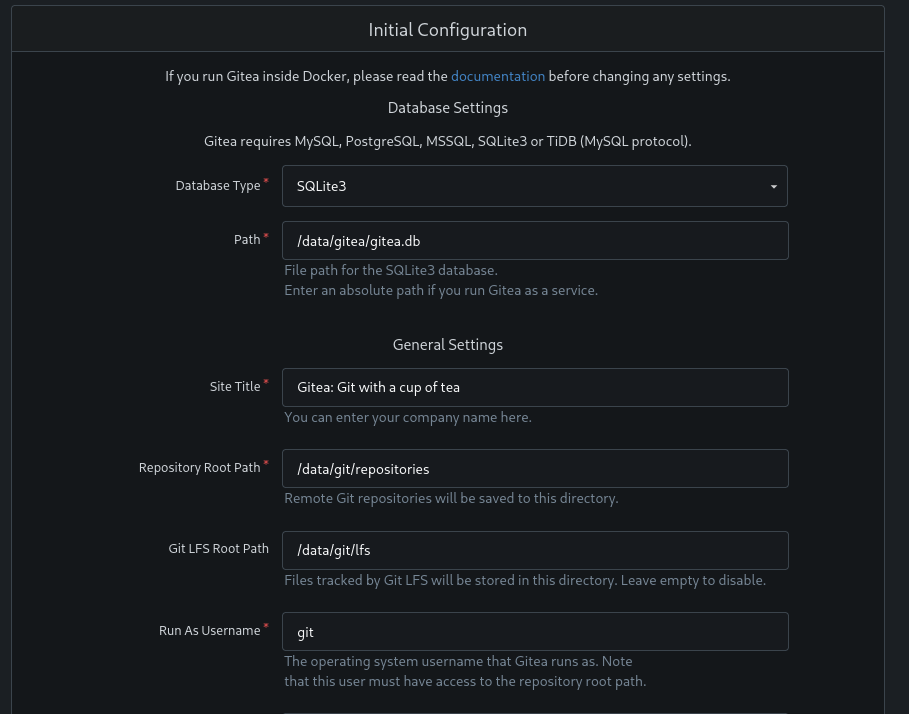 Initial Configuration
If you run Gitea inside Docker, please read the documentation before changing any settings.
Database Settings
Gitea requires MySQL, PostgreSQL, MSSQL, SQLite3 or TiDB (MySQL protocol).
Database Type * SQLite3
Path * /data/gitea/gitea.db
File path for the SQLite3 database.
Enter an absolute path if you run Gitea as a service.
General Settings
Site Title * Gitea: Git with a cup of tea
You can enter your company name here.
Repository Root Path * /data/git/repositories
Remote Git repositories will be saved to this directory.
Git LFS Root Path /data/git/lfs
Files tracked by Git LFS will be stored in this directory. Leave empty to disable.
Run As Username * git
The operating system username that Gitea runs as. Note
that this user must have access to the repository root path.